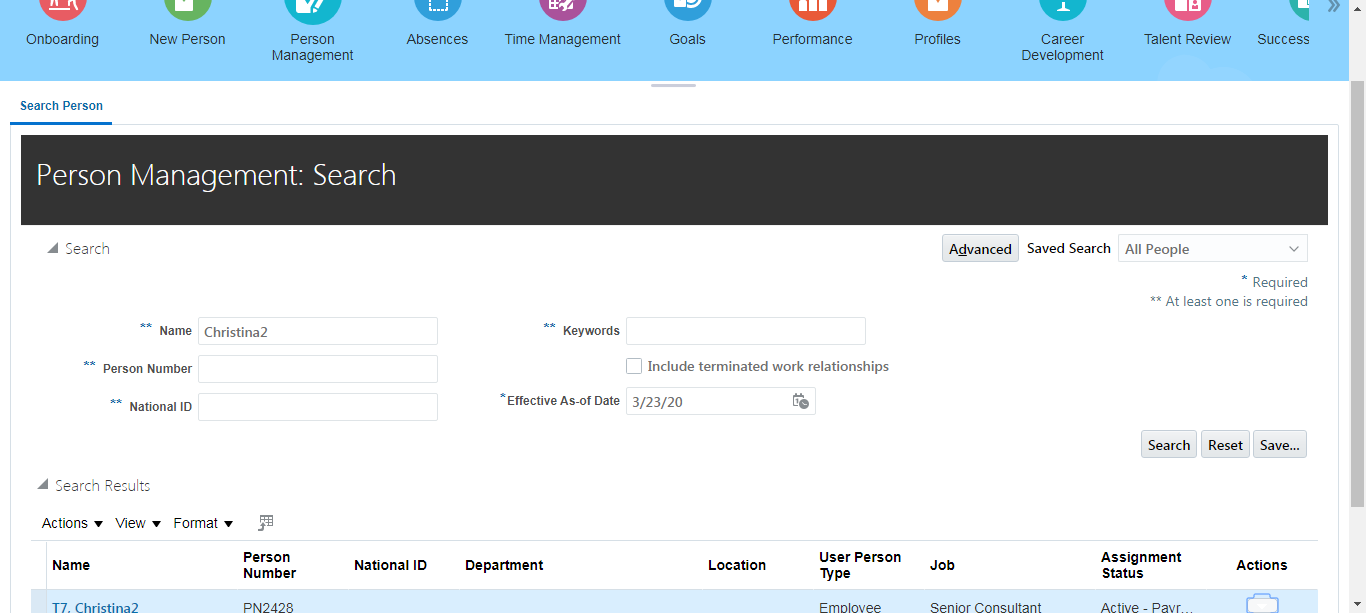 Onboarding New Person Person Management Absences Time Management Goals Performance Profiles Career Development Talent Review Success
Search Person
Person Management: Search
Search
Advanced Saved Search All People
* Required
** At least one is required
** Name Christina2
** Keywords
** Person Number
Include terminated work relationships
** National ID
*Effective As-of Date 3/23/20
Search Reset Save...
Search Results
Actions View Format
Name Person Number National ID Department Location User Person Type Job Assignment Status Actions
T7, Christina2 PN2428 Employee Senior Consultant Active - Payr...